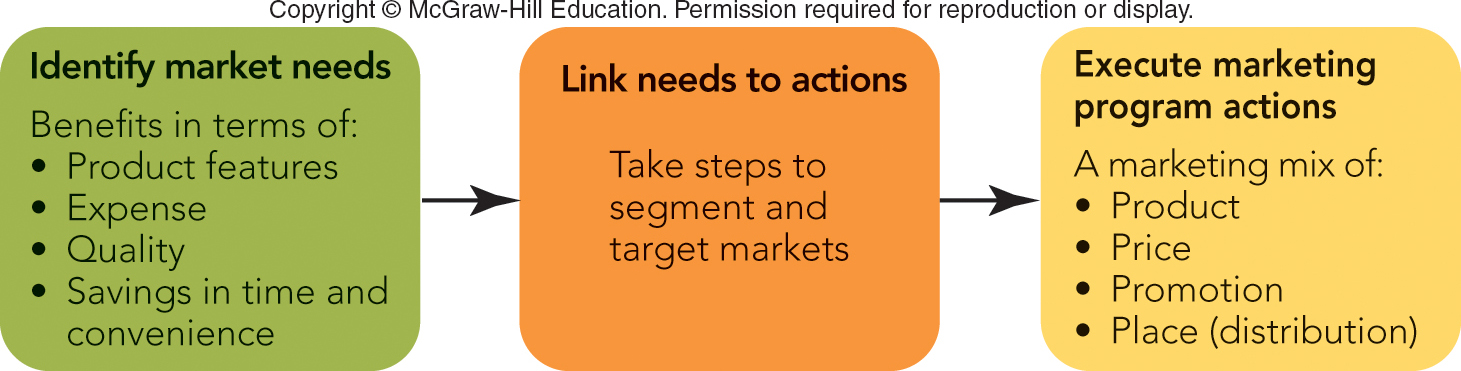 Copyright © McGraw-Hill Education. Permission required for reproduction or display.
Identify market needs
Benefits in terms of:
• Product features
• Expense
• Quality
• Savings in time and
convenience
Link needs to actions
Take steps to
segment and
target markets
Execute marketing
program actions
A marketing mix of:
• Product
• Price
• Promotion
• Place (distribution)